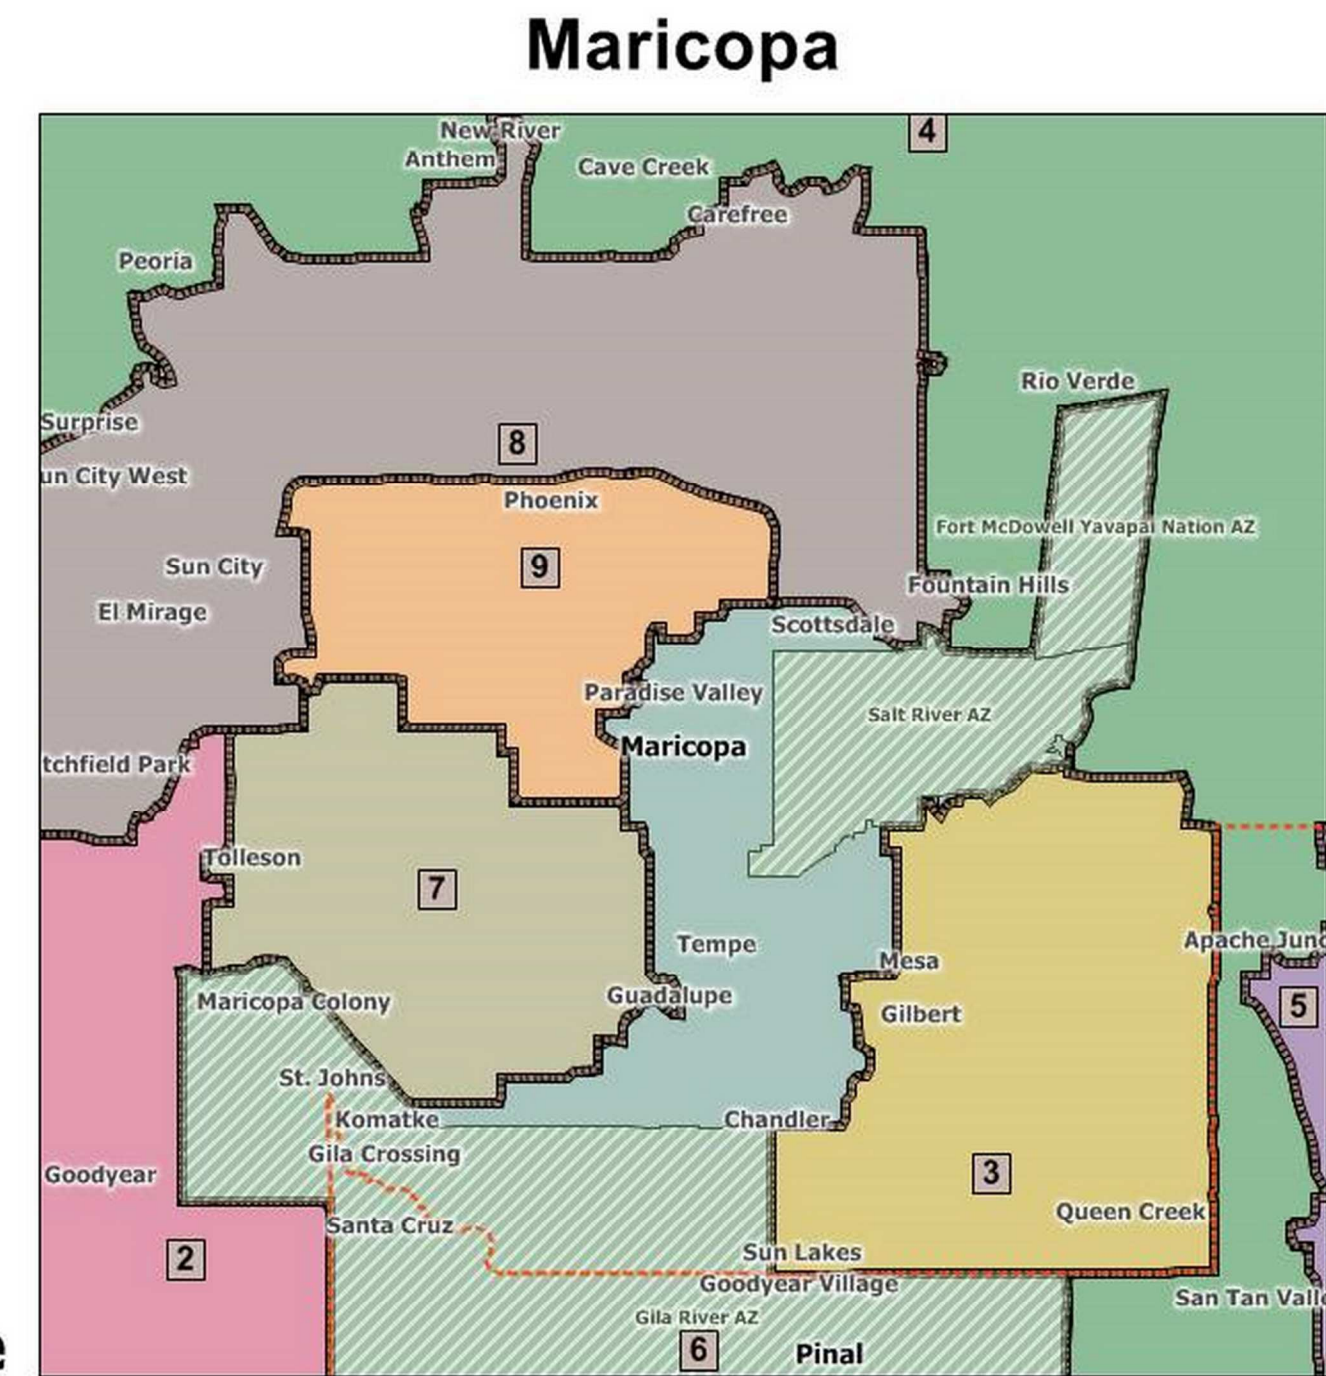 Maricopa
4
New River
Anthem
Cave Creek
Carefree
Peoria
Rio Verde
Surprise
8
un City West
Phoenix
Fort McDowell Yavapai Nation AZ
9
Sun City
Fountain Hills
El Mirage
Scottsdale
Paradise Valley
Salt River AZ
Maricopa
tchfield Park
Tolleson
7
Tempe
Apache Junc
Mesa
Guadalupe
Maricopa Colony
5
Gilbert
St. Johns
Komatke
Chandler
Gila Crossing
Goodyear
3
Queen Creek
Santa Cruz
Sun Lakes
2
Goodyear Village
San Tan Valle
Gila River AZ
6
Pinal
e